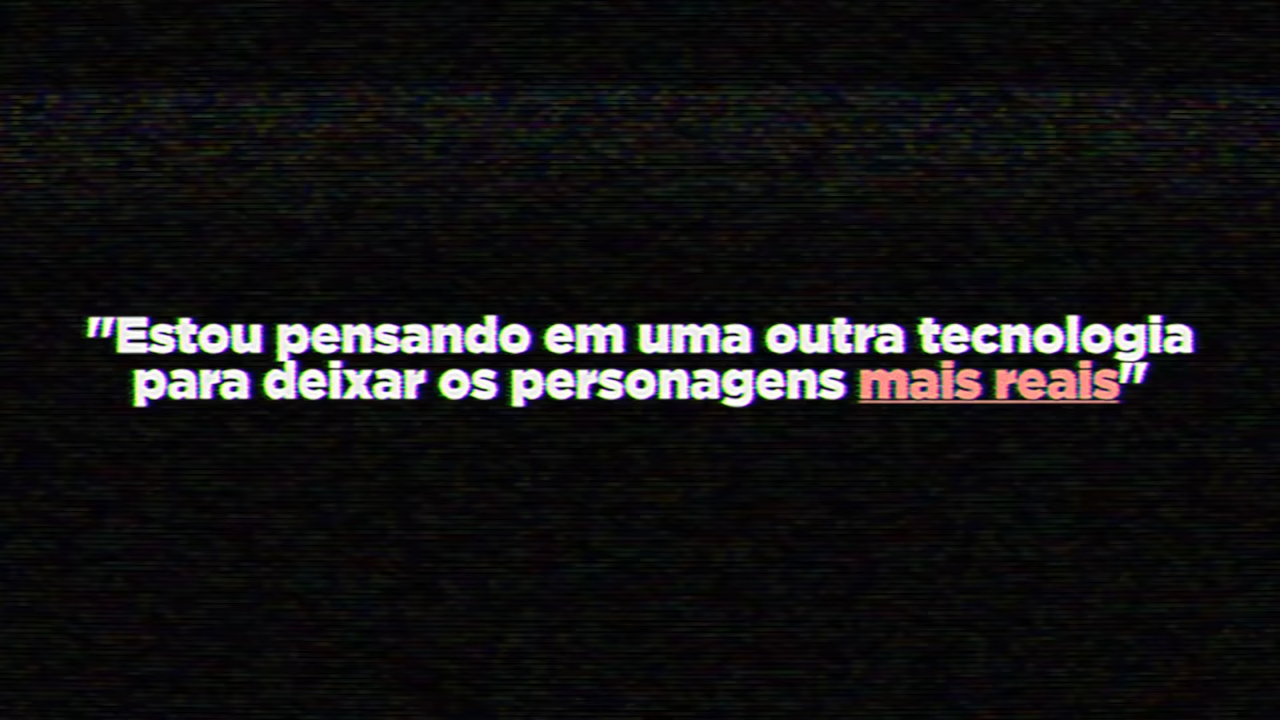 "Estou pensando em uma outra tecnologia
para deixar os personagens mais reais"